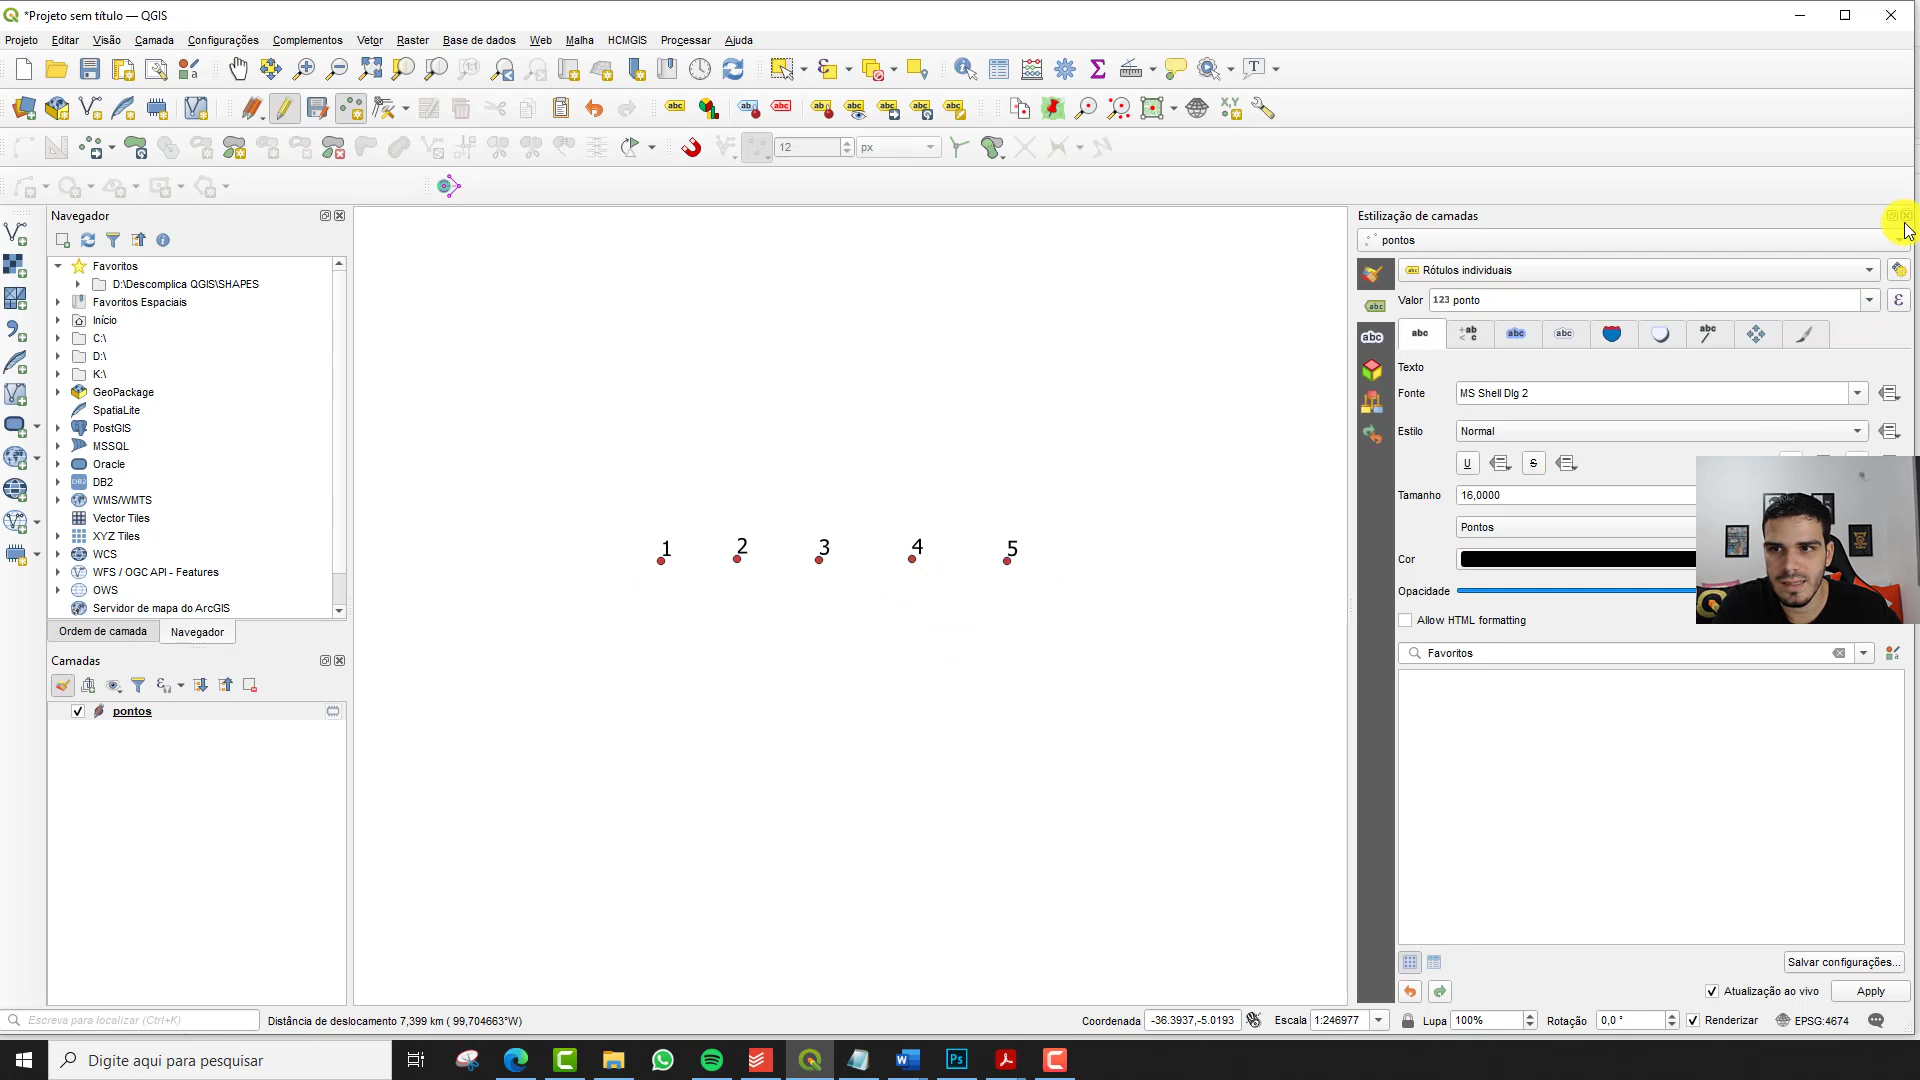 *Projeto sem título — QGIS
Projeto Editar Visão Camada Configurações Complementos Vetor Raster Base de dados Web Malha HCMGIS Processar Ajuda
12 px
Navegador
Favoritos
D:\Descomplica QGIS\SHAPES
Favoritos Espaciais
Início
C:\
D:\
K:\
GeoPackage
SpatiaLite
PostGIS
MSSQL
Oracle
DB2
WMS/WMTS
Vector Tiles
XYZ Tiles
WCS
WFS / OGC API - Features
OWS
Servidor de mapa do ArcGIS
Ordem de camada Navegador
Camadas
pontos
1 2 3 4 5
Estilização de camadas
pontos
Rótulos individuais
Valor 123 ponto
Texto
Fonte MS Shell Dlg 2
Estilo Normal
U S
Tamanho 16,0000
Pontos
Cor
Opacidade
Allow HTML formatting
Favoritos
Salvar configurações...
Atualização ao vivo Apply
Escreva para localizar (Ctrl+K) Distância de deslocamento 7,399 km ( 99,704663°W) Coordenada -36.3937,-5.0193 Escala 1:246977 Lupa 100% Rotação 0,0 ° Renderizar EPSG:4674
Digite aqui para pesquisar